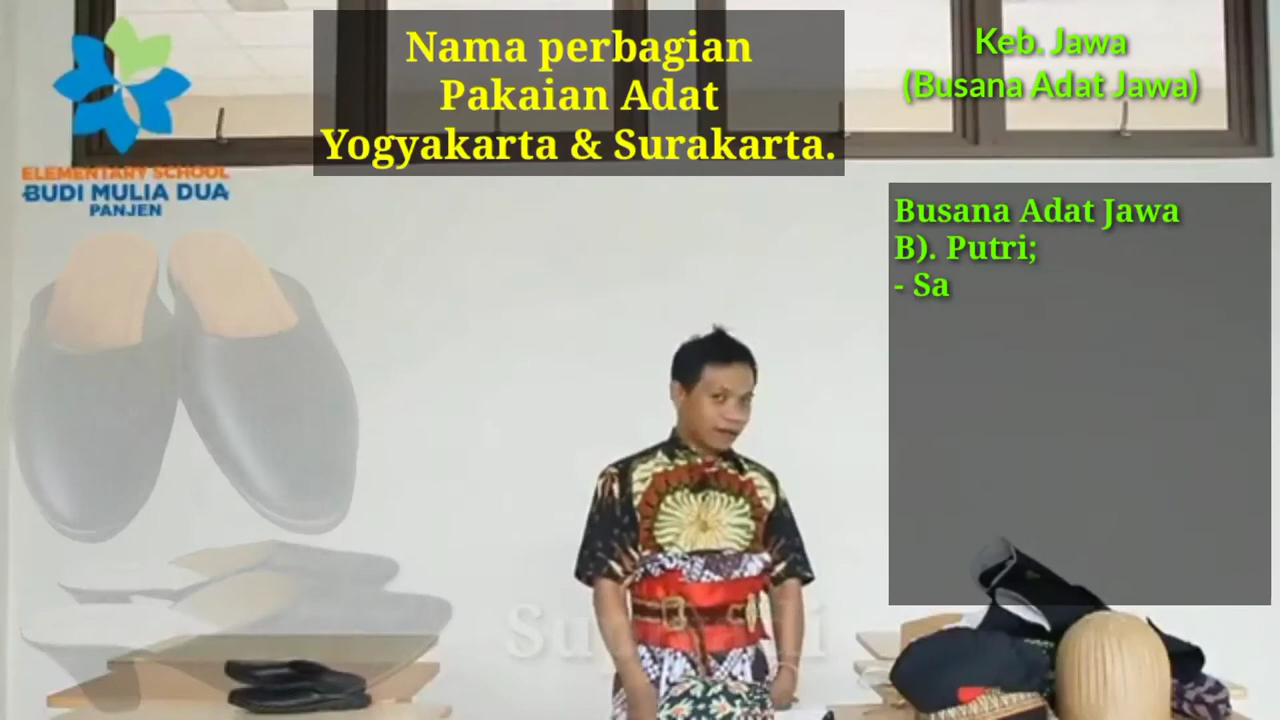 ELEMENTARY SCHOOL
BUDI MULIA DUA
PANJEN
Nama perbagian
Pakaian Adat
Yogyakarta & Surakarta.
Keb. Jawa
(Busana Adat Jawa)
Busana Adat Jawa
B). Putri;
- Sa